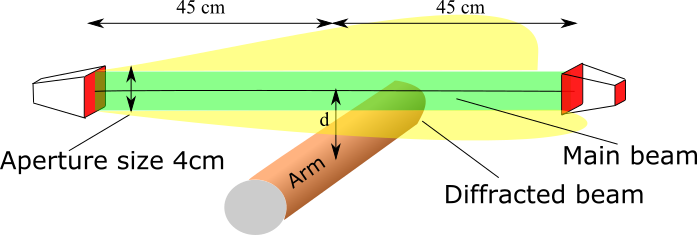 45 cm
45 cm
d
Aperture size 4cm
Arm
Main beam
Diffracted beam